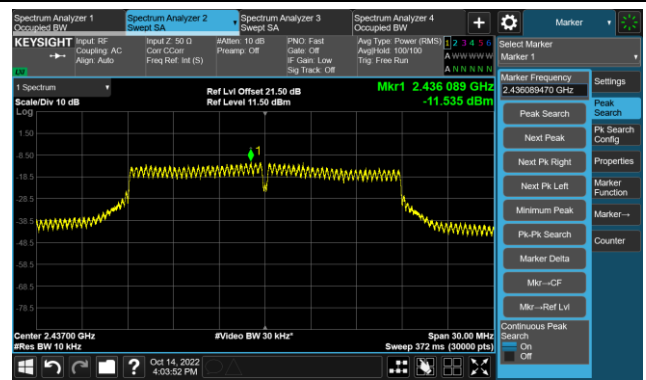 Spectrum Analyzer 1
Occupied BW
Spectrum Analyzer 2
Swept SA
Spectrum Analyzer 3
Swept SA
Spectrum Analyzer 4
Occupied BW
+
Marker
KEYSIGHT
Input: RF
Coupling: AC
Align: Auto
Input Z: 50 Ω
Corr CCorr
Freq Ref: Int (S)
#Atten: 10 dB
Preamp: Off
PNO: Fast
Gate: Off
IF Gain: Low
Sig Track: Off
Avg Type: Power (RMS)
Avg|Hold: 100/100
Trig: Free Run
1 2 3 4 5 6
A W W W W W
A N N N N N
Select Marker
Marker 1
LW
1 Spectrum
Scale/Div 10 dB
Log
Ref Lvl Offset 21.50 dB
Ref Level 11.50 dBm
Mkr1 2.436 089 GHz
-11.535 dBm
1.50
-8.50
-18.5
-28.5
-38.5
-48.5
-58.5
-68.5
-78.5
1
Center 2.43700 GHz
#Res BW 10 kHz
#Video BW 30 kHz*
Span 30.00 MHz
Sweep 372 ms (30000 pts)
Marker Frequency
2.436089470 GHz
Peak Search
Next Peak
Next Pk Right
Next Pk Left
Minimum Peak
Pk-Pk Search
Marker Delta
Mkr→CF
Mkr→Ref Lvl
Continuous Peak
Search
On
Off
Settings
Peak
Search
Pk Search
Config
Properties
Marker
Function
Marker→
Counter
?
Oct 14, 2022
4:03:52 PM